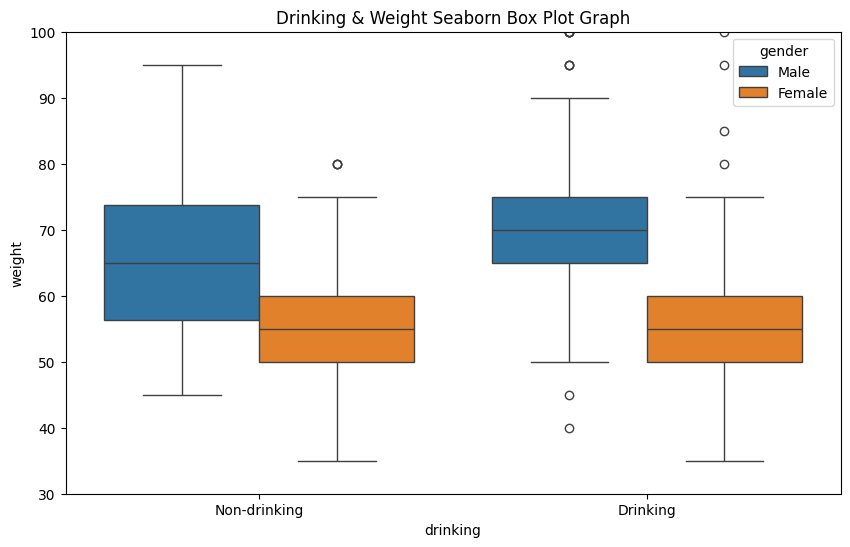 Drinking & Weight Seaborn Box Plot Graph
gender
Male
Female
weight
100
90
80
70
60
50
40
30
Non-drinking
Drinking
drinking